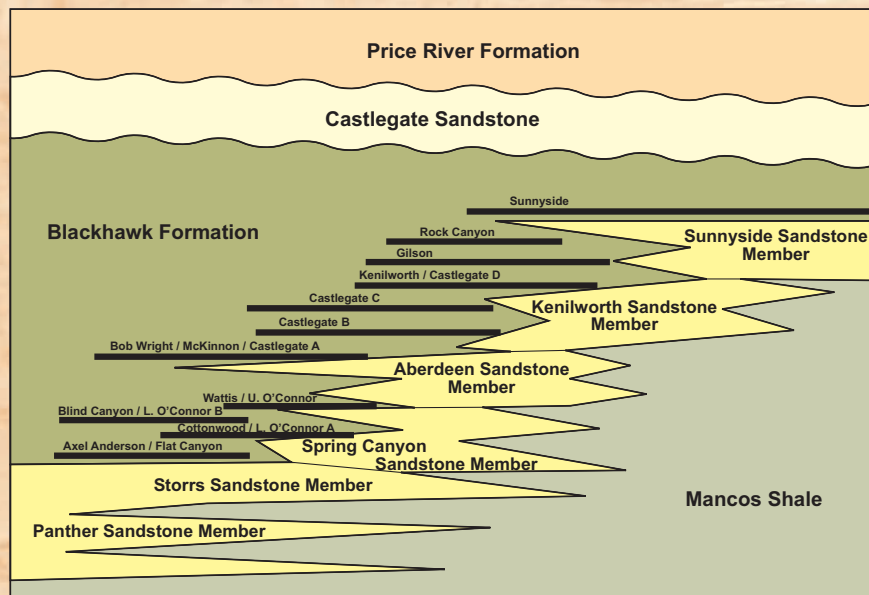 Price River Formation
Castlegate Sandstone
Sunnyside
Blackhawk Formation
Rock Canyon
Sunnyside Sandstone
Member
Gilson
Kenilworth / Castlegate D
Castlegate C
Kenilworth Sandstone
Member
Castlegate B
Bob Wright / McKinnon / Castlegate A
Aberdeen Sandstone
Member
Wattis / U. O'Connor
Blind Canyon / L. O'Connor B
Cottonwood / L. O'Connor A
Axel Anderson / Flat Canyon
Spring Canyon
Sandstone Member
Storrs Sandstone Member
Mancos Shale
Panther Sandstone Member